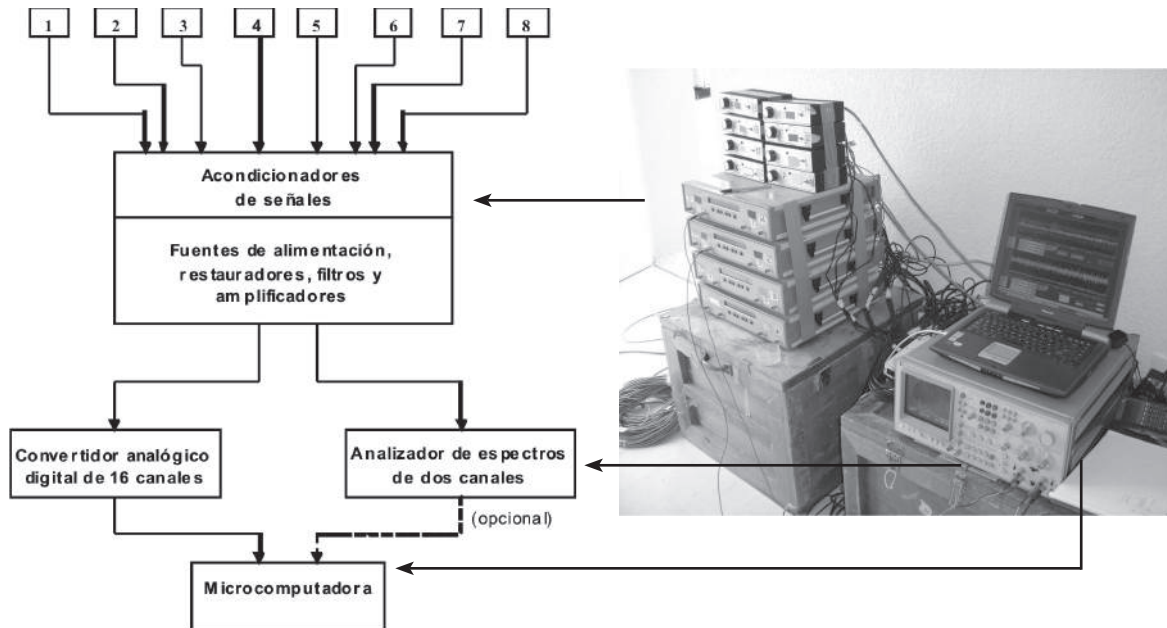 1 2 3 4 5 6 7 8
Acondicionadores
de señales
Fuentes de alimentación,
restauradores, filtros y
amplificadores
Convertidor analógico
digital de 16 canales
Analizador de espectros
de dos canales
(opcional)
Microcomputadora